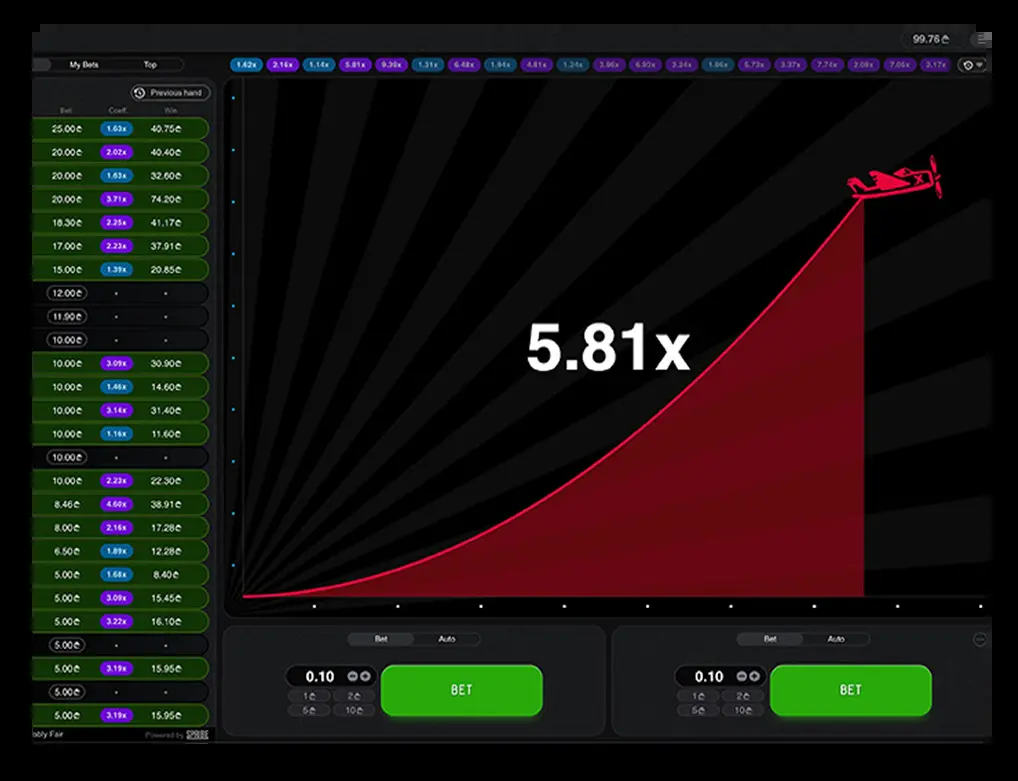 99.76₾
My Bets Top
1.62x 2.16x 1.14x 5.81x 9.39x 1.31x 6.48x 1.84x 4.81x 1.24x 3.96x 6.93x 2.24x 1.86x 5.73x 3.37x 7.74x 2.08x 7.05x 2.17x
Previous hand
Bet Coeff. Win
25.00₾ 1.63x 40.75₾
20.00₾ 2.02x 40.40₾
20.00₾ 1.63x 32.60₾
20.00₾ 3.71x 74.20₾
18.30₾ 2.25x 41.17₾
17.00₾ 2.23x 37.91₾
15.00₾ 1.39x 20.85₾
12.00₾ - -
11.90₾ - -
10.00₾ - -
10.00₾ 3.09x 30.90₾
10.00₾ 1.46x 14.60₾
10.00₾ 3.14x 31.40₾
10.00₾ 1.16x 11.60₾
10.00₾ - -
10.00₾ 2.23x 22.30₾
8.46₾ 4.60x 38.91₾
8.00₾ 2.16x 17.28₾
6.50₾ 1.89x 12.28₾
5.00₾ 1.68x 8.40₾
5.00₾ 3.09x 15.45₾
5.00₾ 3.22x 16.10₾
5.00₾ - -
5.00₾ 3.19x 15.95₾
5.00₾ - -
5.00₾ 3.19x 15.95₾
ably Fair Powered by SPRIBE
X
5.81x
Bet Auto
0.10
1₾ 2₾
5₾ 10₾
BET
Bet Auto
0.10
1₾ 2₾
5₾ 10₾
BET